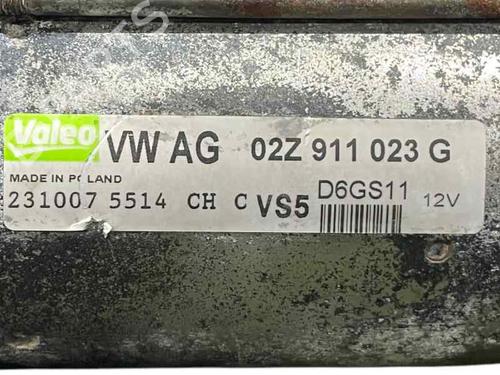 Valeo VW AG 02Z 911 023 G
MADE IN POLAND
231007 5514 CH C VS5 D6GS11 12V